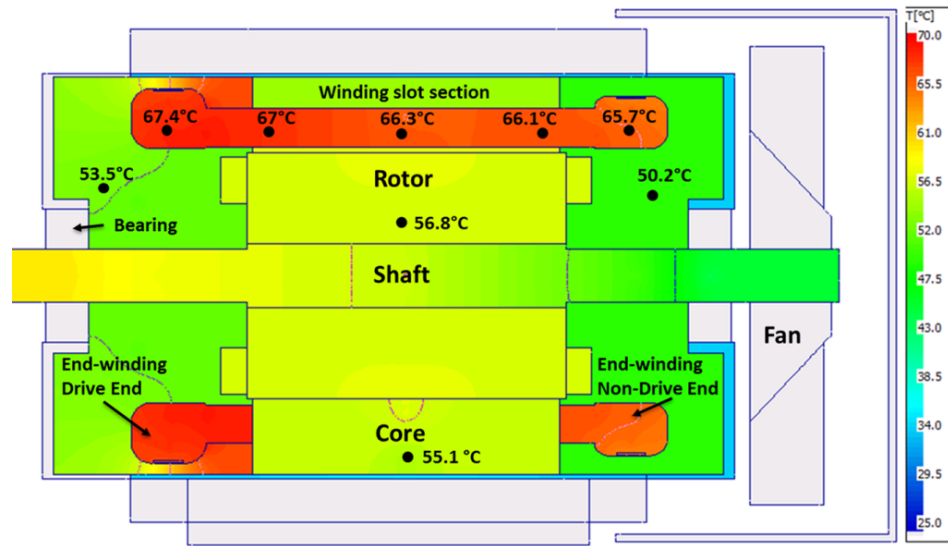 T[°C]
70.0
65.5
61.0
56.5
52.0
47.5
43.0
38.5
34.0
29.5
25.0
Winding slot section
67.4°C
67°C
66.3°C
66.1°C
65.7°C
53.5°C
Rotor
50.2°C
56.8°C
Bearing
Shaft
Fan
End-winding
Drive End
End-winding
Non-Drive End
Core
55.1 °C